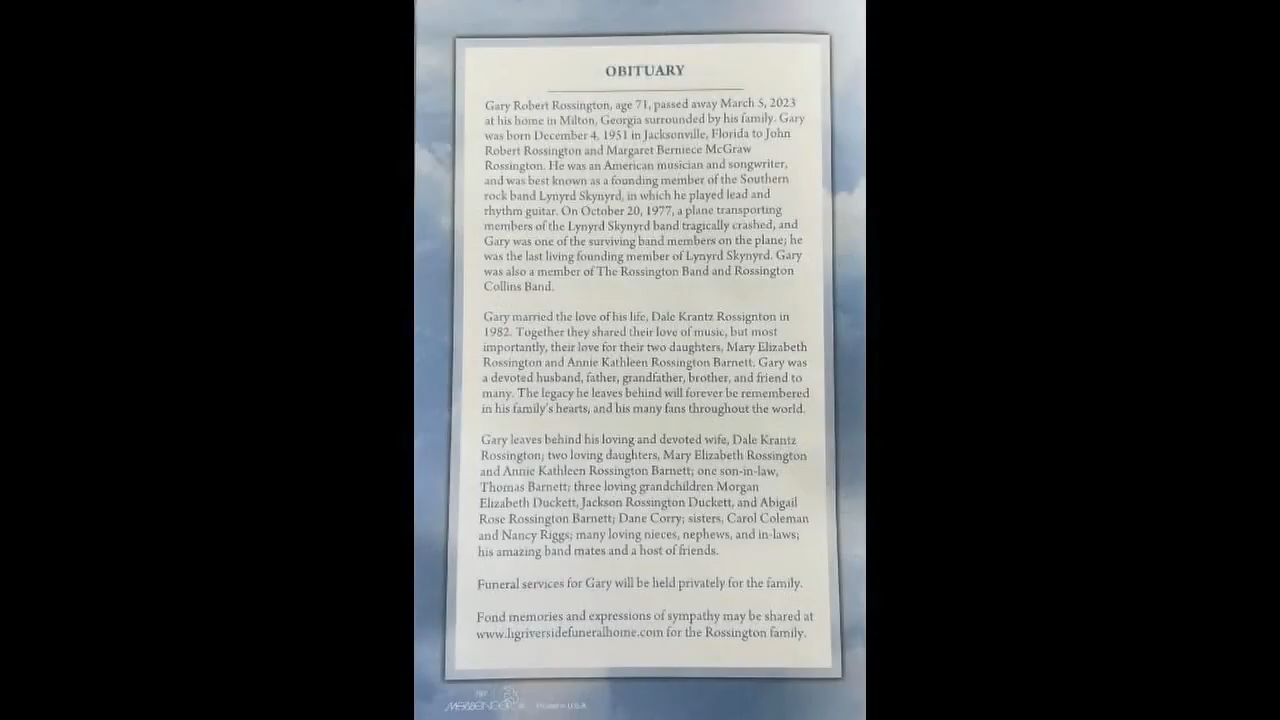 OBITUARY
Gary Robert Rossington, age 71, passed away March 5, 2023
at his home in Milton, Georgia surrounded by his family. Gary
was born December 4, 1951 in Jacksonville, Florida to John
Robert Rossington and Margaret Berniece McGraw
Rossington. He was an American musician and songwriter,
and was best known as a founding member of the Southern
rock band Lynyrd Skynyrd, in which he played lead and
rhythm guitar. On October 20, 1977, a plane transporting
members of the Lynyrd Skynyrd band tragically crashed, and
Gary was one of the surviving band members on the plane; he
was the last living founding member of Lynyrd Skynyrd. Gary
was also a member of The Rossington Band and Rossington
Collins Band.
Gary married the love of his life, Dale Krantz Rossignton in
1982. Together they shared their love of music, but most
importantly, their love for their two daughters, Mary Elizabeth
Rossington and Annie Kathleen Rossington Barnett. Gary was
a devoted husband, father, grandfather, brother, and friend to
many. The legacy he leaves behind will forever be remembered
in his family's hearts, and his many fans throughout the world.
Gary leaves behind his loving and devoted wife, Dale Krantz
Rossington; two loving daughters, Mary Elizabeth Rossington
and Annie Kathleen Rossington Barnett; one son-in-law,
Thomas Barnett; three loving grandchildren Morgan
Elizabeth Duckett, Jackson Rossington Duckett, and Abigail
Rose Rossington Barnett; Dane Corry; sisters, Carol Coleman
and Nancy Riggs; many loving nieces, nephews, and in-laws;
his amazing band mates and a host of friends.
Funeral services for Gary will be held privately for the family.
Fond memories and expressions of sympathy may be shared at
www.hgriversidefuneralhome.com for the Rossington family.
Printed in U.S.A.